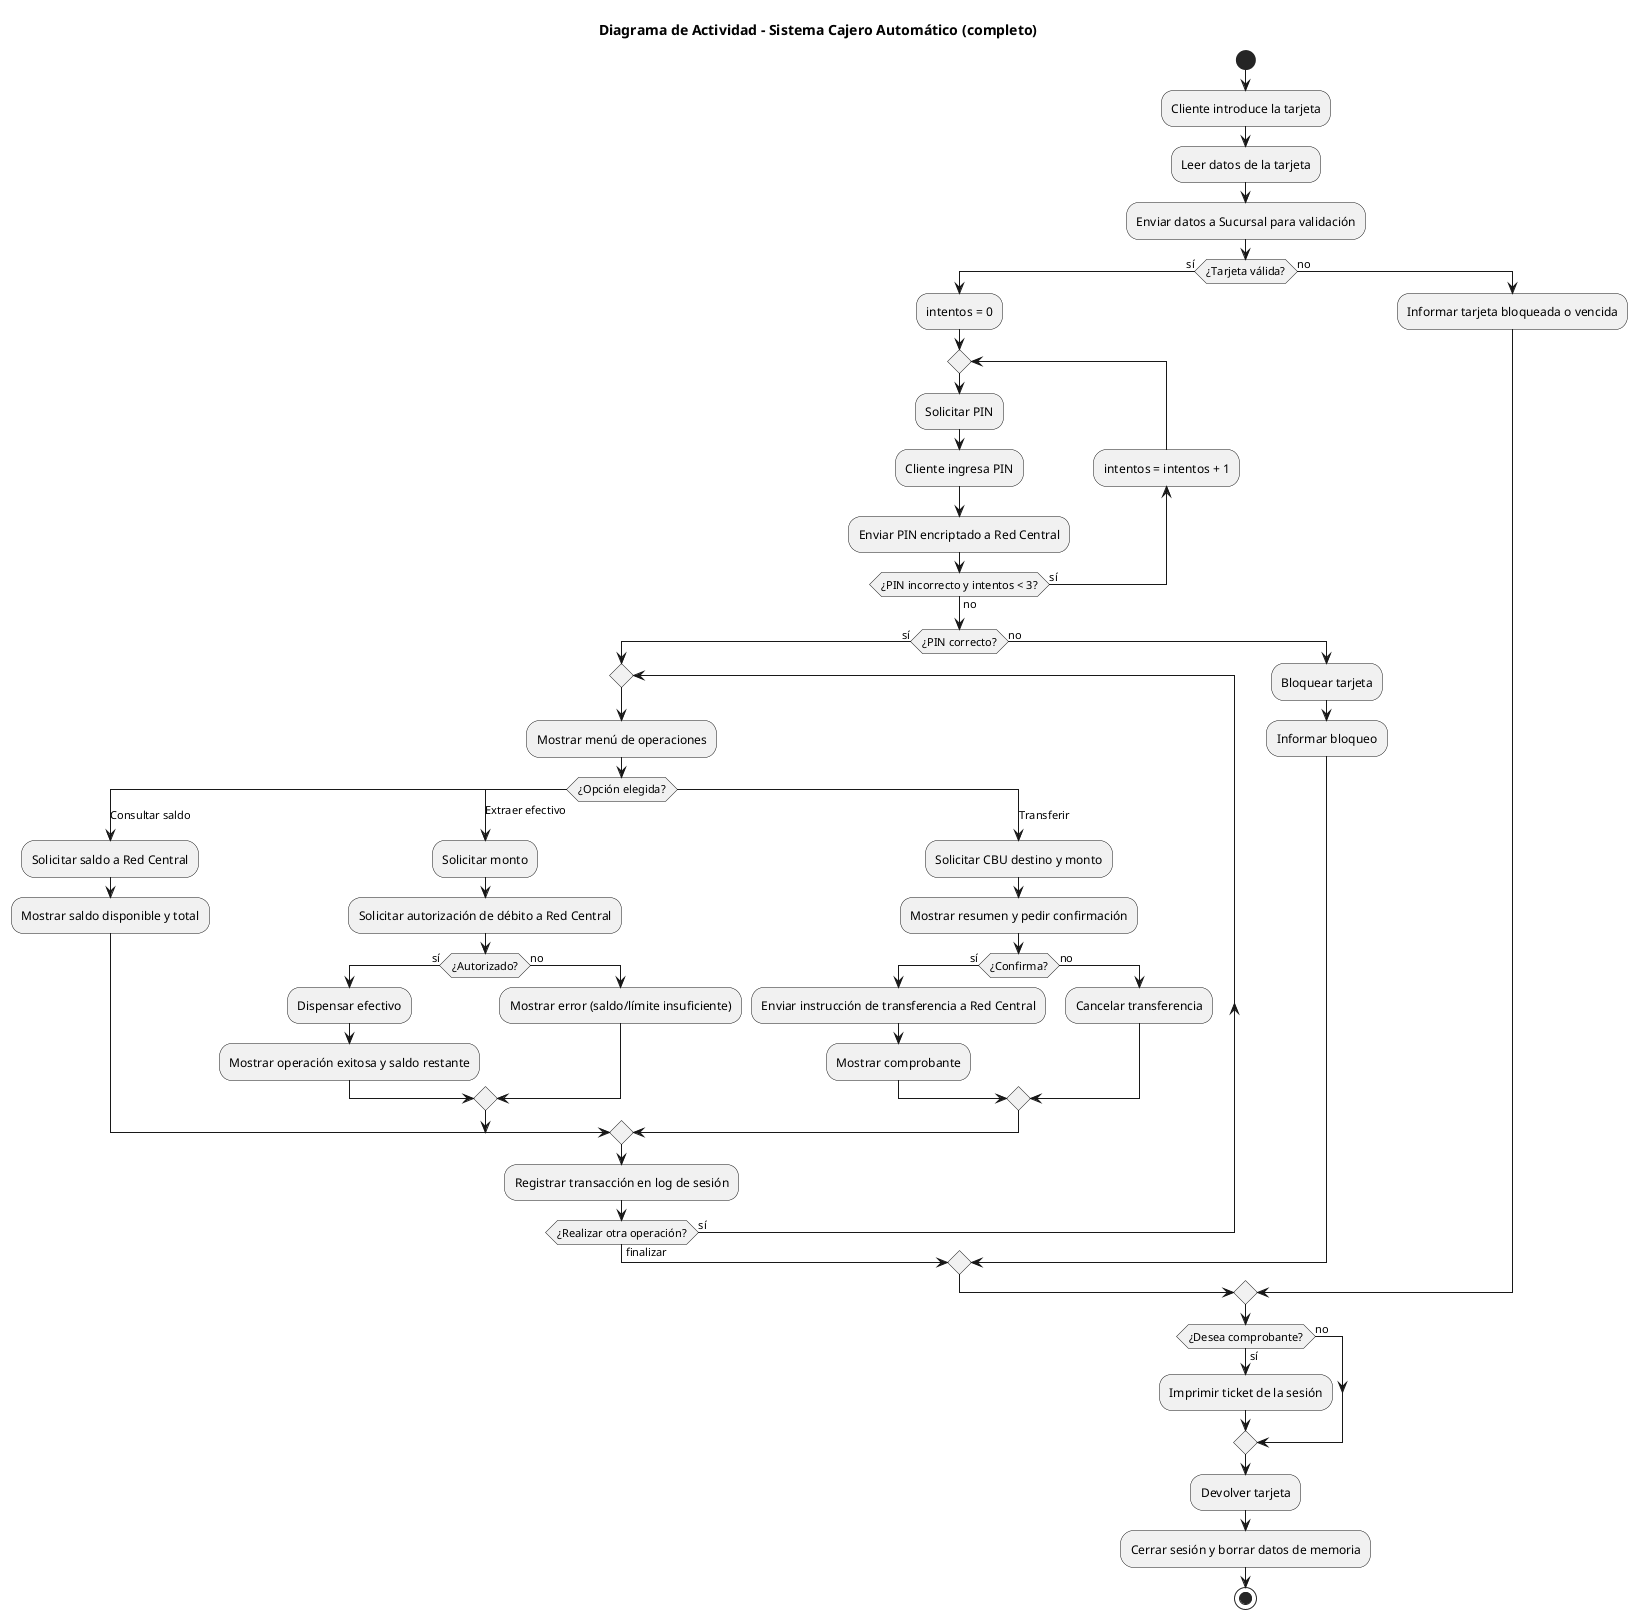 Diagrama de Actividad - Sistema Cajero Automático (completo)
Cliente introduce la tarjeta
Leer datos de la tarjeta
Enviar datos a Sucursal para validación
sí
¿Tarjeta válida?
no
intentos = 0
Informar tarjeta bloqueada o vencida
Solicitar PIN
Cliente ingresa PIN
intentos = intentos + 1
Enviar PIN encriptado a Red Central
¿PIN incorrecto y intentos < 3?
sí
no
sí
¿PIN correcto?
no
Bloquear tarjeta
Informar bloqueo
Mostrar menú de operaciones
¿Opción elegida?
Consultar saldo
Extraer efectivo
Transferir
Solicitar saldo a Red Central
Solicitar monto
Solicitar CBU destino y monto
Mostrar saldo disponible y total
Solicitar autorización de débito a Red Central
Mostrar resumen y pedir confirmación
sí
¿Autorizado?
no
sí
¿Confirma?
no
Dispensar efectivo
Mostrar error (saldo/límite insuficiente)
Enviar instrucción de transferencia a Red Central
Cancelar transferencia
Mostrar operación exitosa y saldo restante
Mostrar comprobante
Registrar transacción en log de sesión
¿Realizar otra operación?
sí
finalizar
¿Desea comprobante?
no
sí
Imprimir ticket de la sesión
Devolver tarjeta
Cerrar sesión y borrar datos de memoria